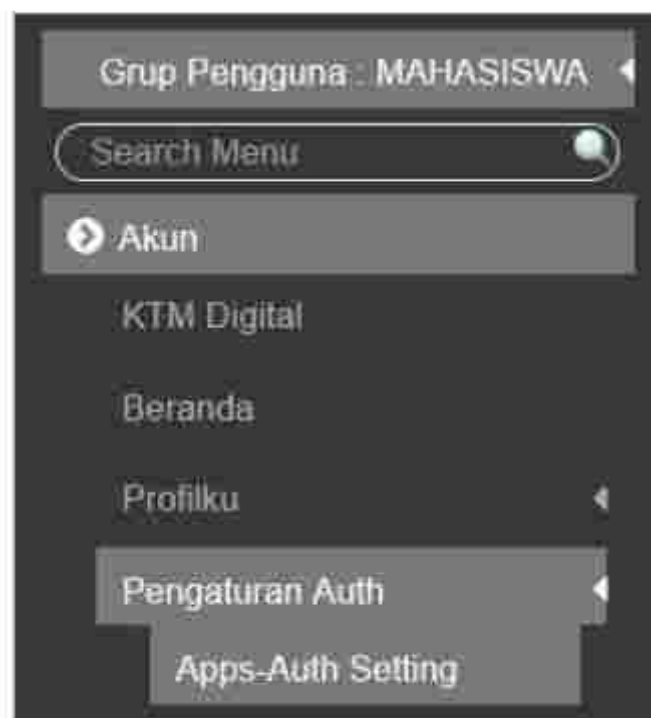 Grup Pengguna : MAHASISWA
Search Menu
Akun
KTM Digital
Beranda
Profilku
Pengaturan Auth
Apps-Auth Setting